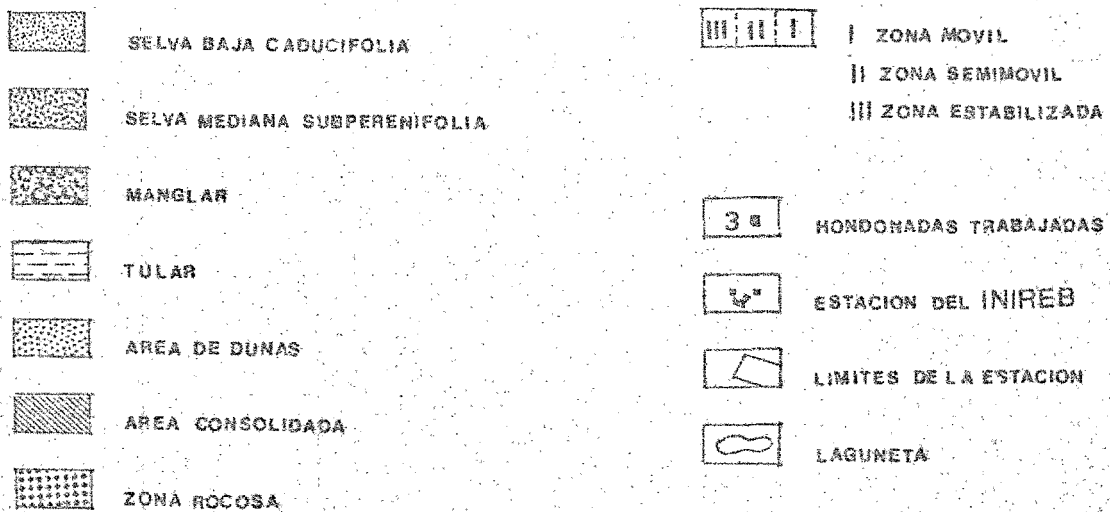 SELVA BAJA CADUCIFOLIA
SELVA MEDIANA SUBPERENIFOLIA
MANGLAR
TULAR
AREA DE DUNAS
AREA CONSOLIDADA
ZONA ROCOSA
III II I I ZONA MOVIL
II ZONA SEMIMOVIL
III ZONA ESTABILIZADA
3 HONDONADAS TRABAJADAS
ESTACION DEL INIREB
LIMITES DE LA ESTACION
LAGUNETA